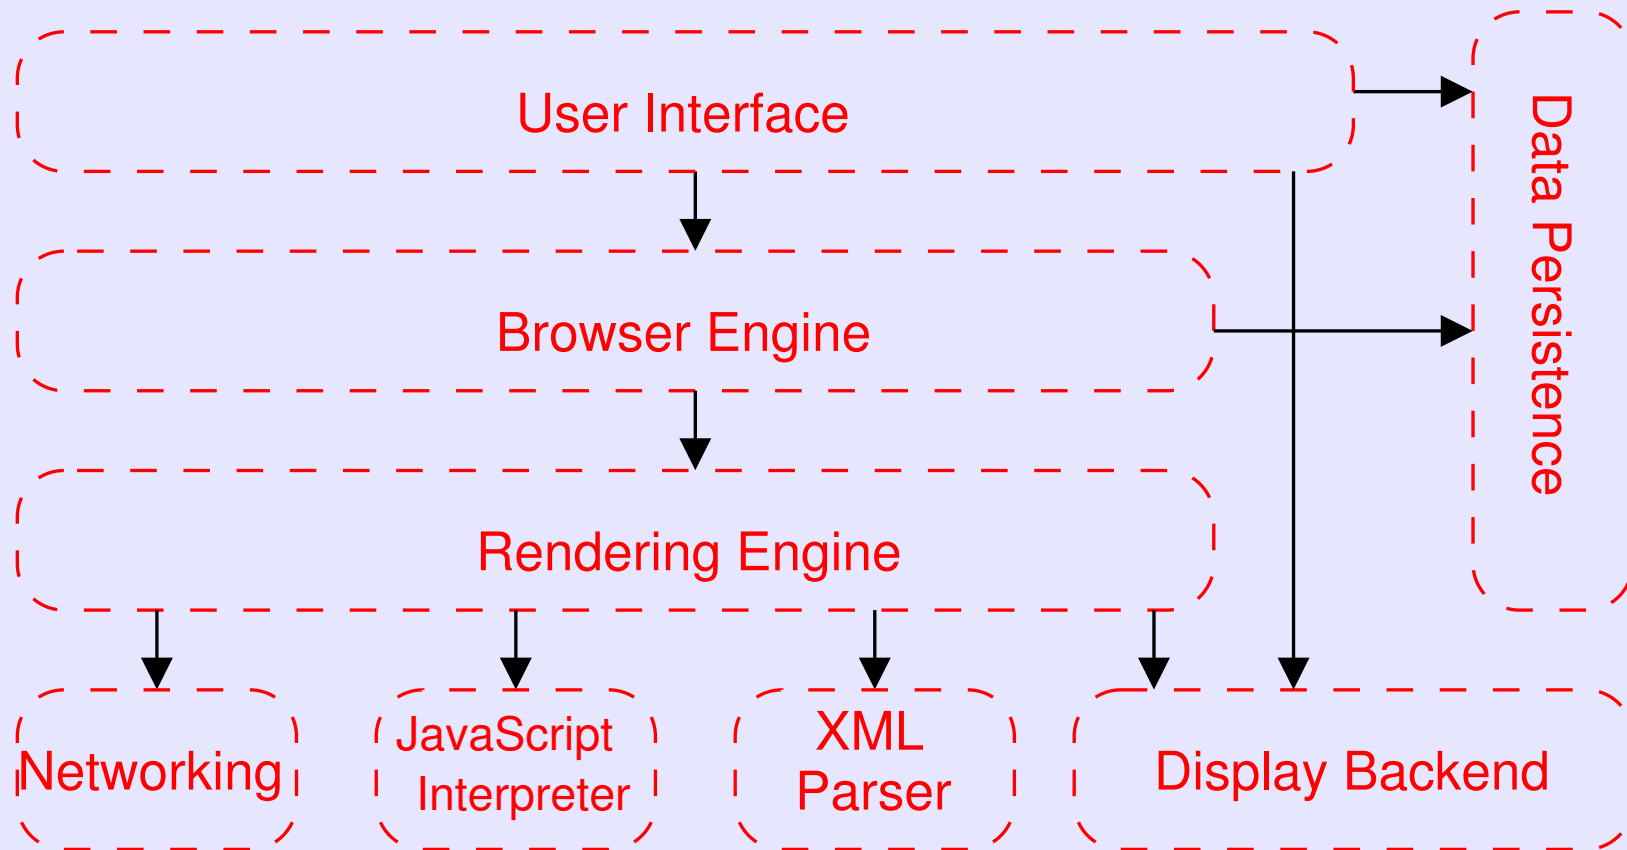 User Interface
Data Persistence
Browser Engine
Rendering Engine
Networking
JavaScript
Interpreter
XML
Parser
Display Backend